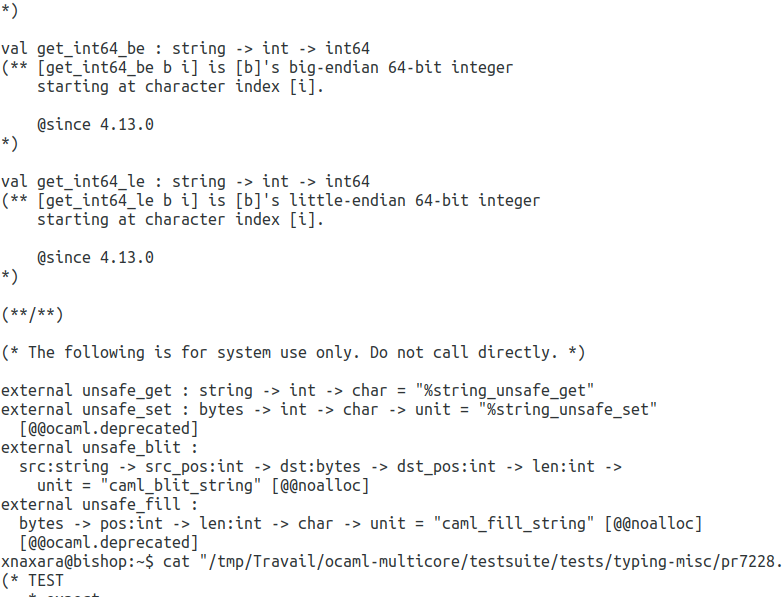 *)

val get_int64_be : string -> int -> int64
(** [get_int64_be b i] is [b]'s big-endian 64-bit integer
    starting at character index [i].

    @since 4.13.0
*)

val get_int64_le : string -> int -> int64
(** [get_int64_le b i] is [b]'s little-endian 64-bit integer
    starting at character index [i].

    @since 4.13.0
*)

(**/**)

(* The following is for system use only. Do not call directly. *)

external unsafe_get : string -> int -> char = "%string_unsafe_get"
external unsafe_set : bytes -> int -> char -> unit = "%string_unsafe_set"
  [@@ocaml.deprecated]
external unsafe_blit :
  src:string -> src_pos:int -> dst:bytes -> dst_pos:int -> len:int ->
    unit = "caml_blit_string" [@@noalloc]
external unsafe_fill :
  bytes -> pos:int -> len:int -> char -> unit = "caml_fill_string" [@@noalloc]
  [@@ocaml.deprecated]
xnaxara@bishop:~$ cat "/tmp/Travail/ocaml-multicore/testsuite/tests/typing-misc/pr7228.
(* TEST
   * expect